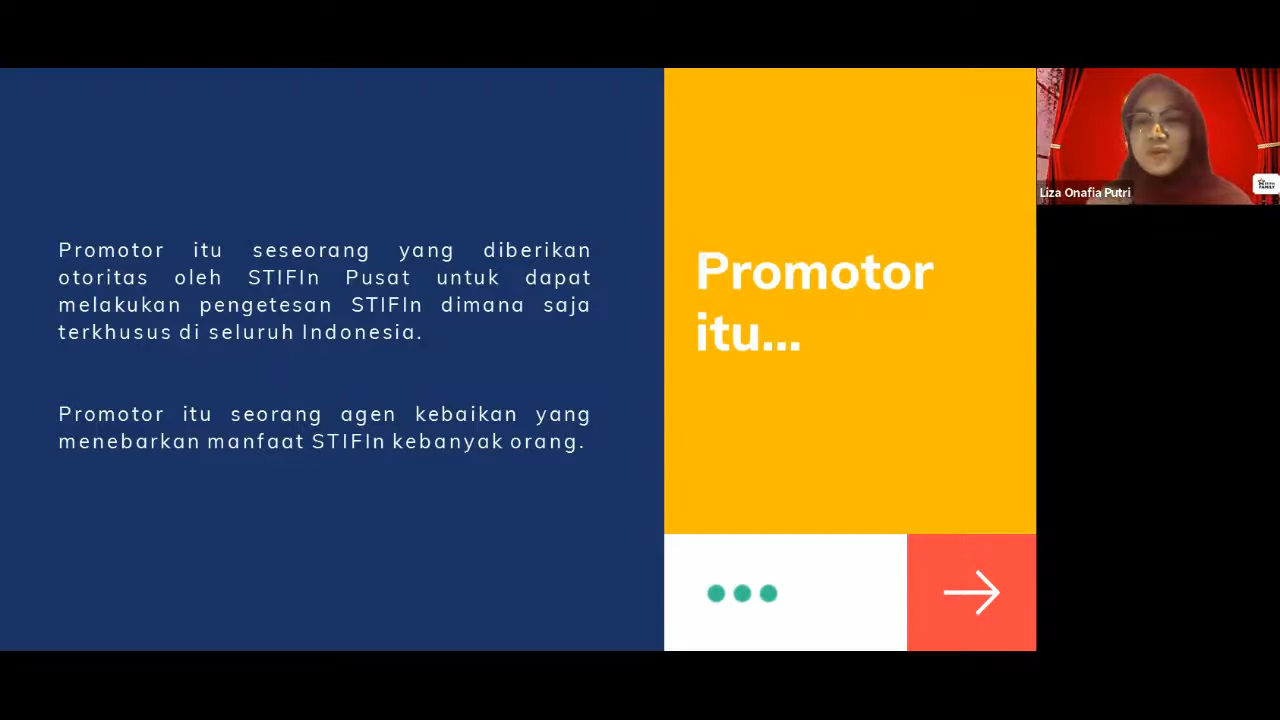 Promotor itu seseorang yang diberikan
otoritas oleh STIFIn Pusat untuk dapat
melakukan pengetesan STIFIn dimana saja
terkhusus di seluruh Indonesia.
Promotor itu seorang agen kebaikan yang
menebarkan manfaat STIFIn kebanyak orang.
Promotor
itu...
Liza Onafia Putri
FAMILY